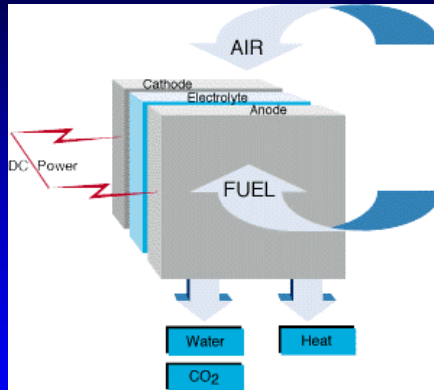 AIR
Cathode
Electrolyte
Anode
DC Power
FUEL
Water
Heat
CO2